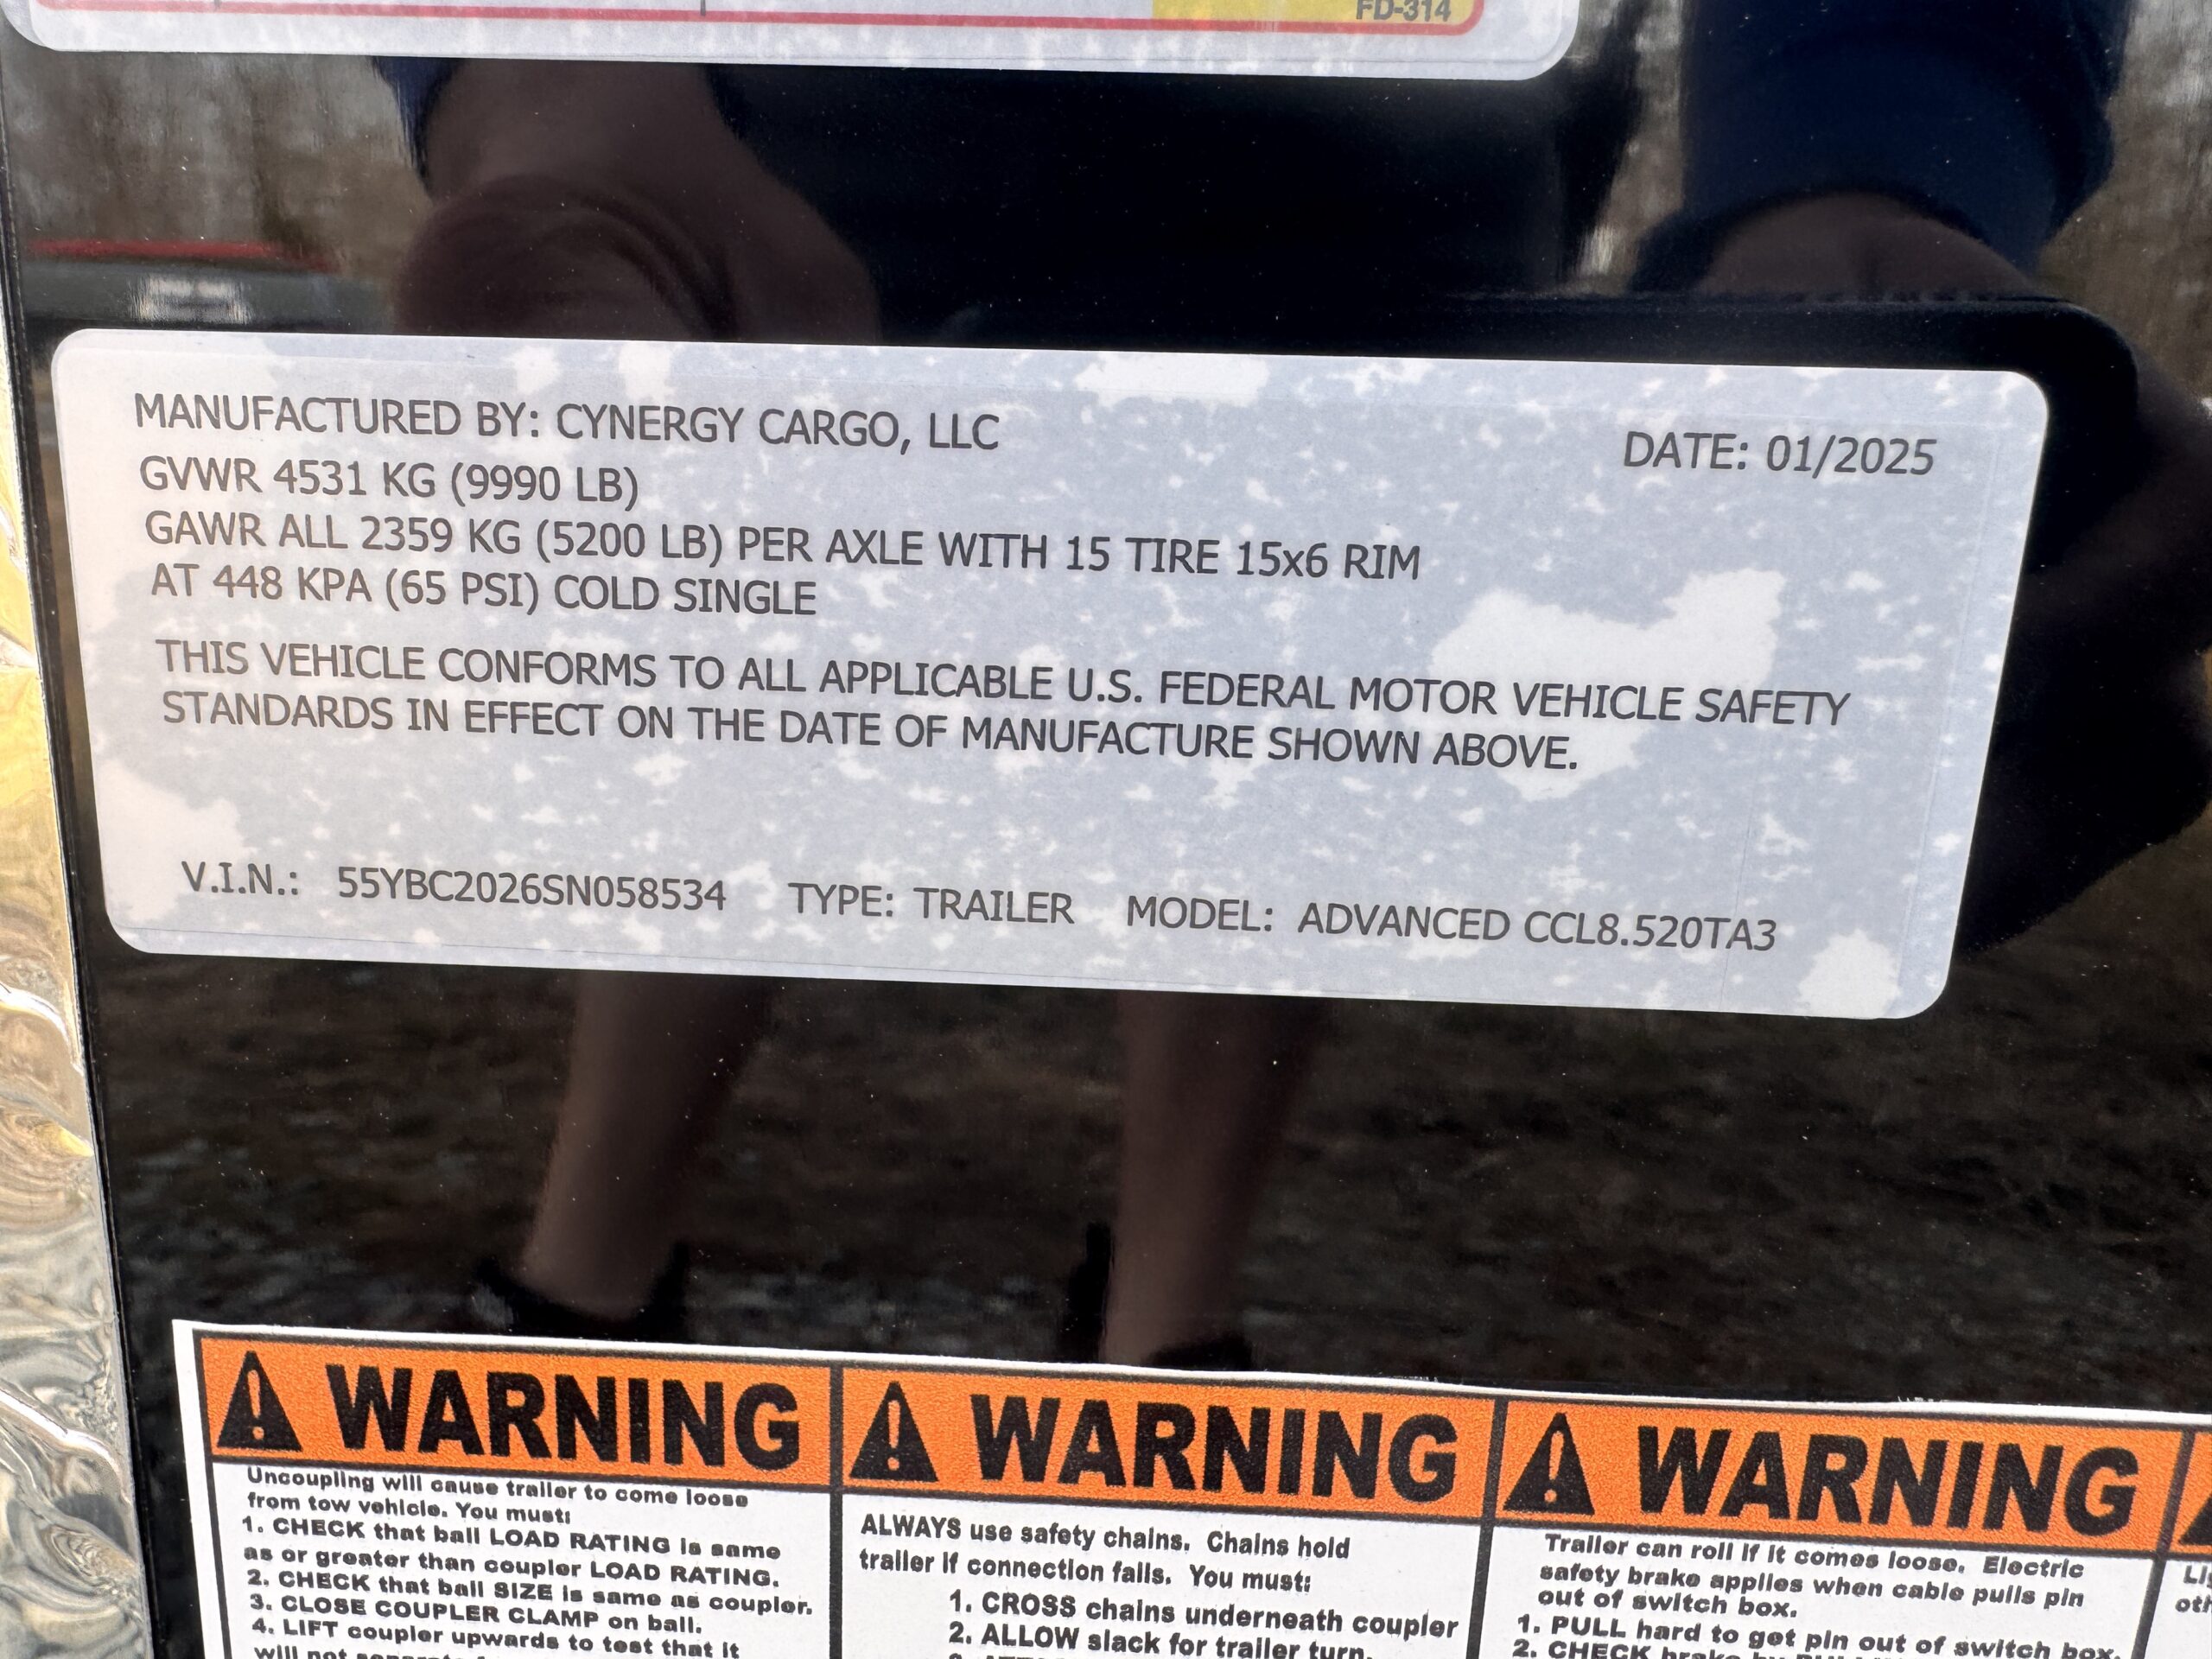 FD-314
MANUFACTURED BY: CYNERGY CARGO, LLC
DATE: 01/2025
GVWR 4531 KG (9990 LB)
GAWR ALL 2359 KG (5200 LB) PER AXLE WITH 15 TIRE 15x6 RIM
AT 448 KPA (65 PSI) COLD SINGLE
THIS VEHICLE CONFORMS TO ALL APPLICABLE U.S. FEDERAL MOTOR VEHICLE SAFETY
STANDARDS IN EFFECT ON THE DATE OF MANUFACTURE SHOWN ABOVE.
V.I.N.: 55YBC2026SN058534 TYPE: TRAILER MODEL: ADVANCED CCL8.520TA3
WARNING
Uncoupling will cause trailer to come loose
from tow vehicle. You must:
1. CHECK that ball LOAD RATING is same
as or greater than coupler LOAD RATING.
2. CHECK that ball SIZE is same as coupler.
3. CLOSE COUPLER CLAMP on ball.
4. LIFT coupler upwards to test that it
will not
WARNING
ALWAYS use safety chains. Chains hold
trailer if connection fails. You must:
1. CROSS chains underneath coupler
2. ALLOW slack for trailer turn.
WARNING
Trailer can roll if it comes loose. Electric
safety brake applies when cable pulls pin
out of switch box.
1. PULL hard to get pin out of switch box.
2. CHECK